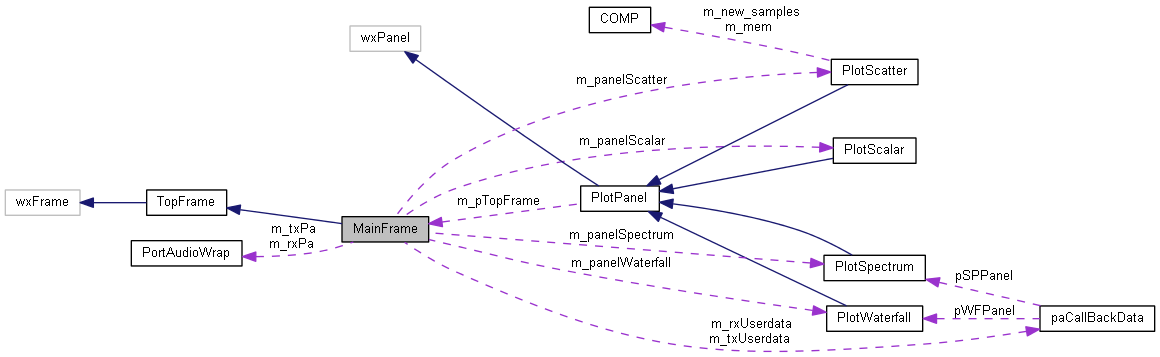 COMP
m_new_samples
m_mem
wxPanel
PlotScatter
m_panelScatter
m_panelScalar
PlotScalar
wxFrame
TopFrame
m_pTopFrame
PlotPanel
MainFrame
m_txPa
m_rxPa
PortAudioWrap
m_panelSpectrum
m_panelWaterfall
PlotSpectrum
pSPPanel
PlotWaterfall
pWFPanel
paCallBackData
m_rxUserdata
m_txUserdata